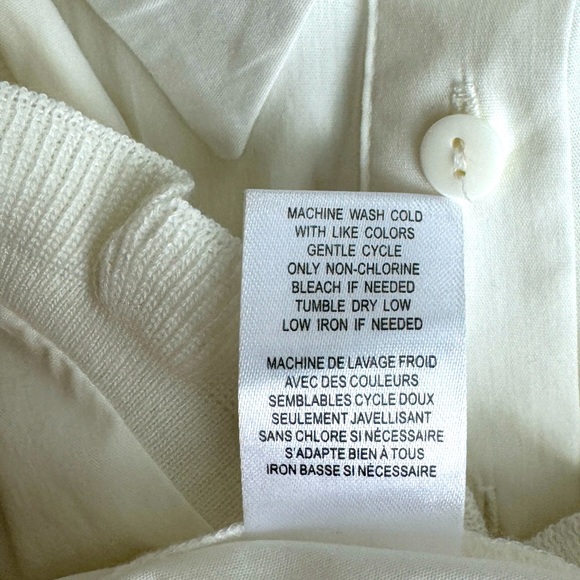 MACHINE WASH COLD
WITH LIKE COLORS
GENTLE CYCLE
ONLY NON-CHLORINE
BLEACH IF NEEDED
TUMBLE DRY LOW
LOW IRON IF NEEDED
MACHINE DE LAVAGE FROID
AVEC DES COULEURS
SEMBLABLES CYCLE DOUX
SEULEMENT JAVELLISANT
SANS CHLORE SI NÉCESSAIRE
S'ADAPTE BIEN À TOUS
IRON BASSE SI NÉCESSAIRE